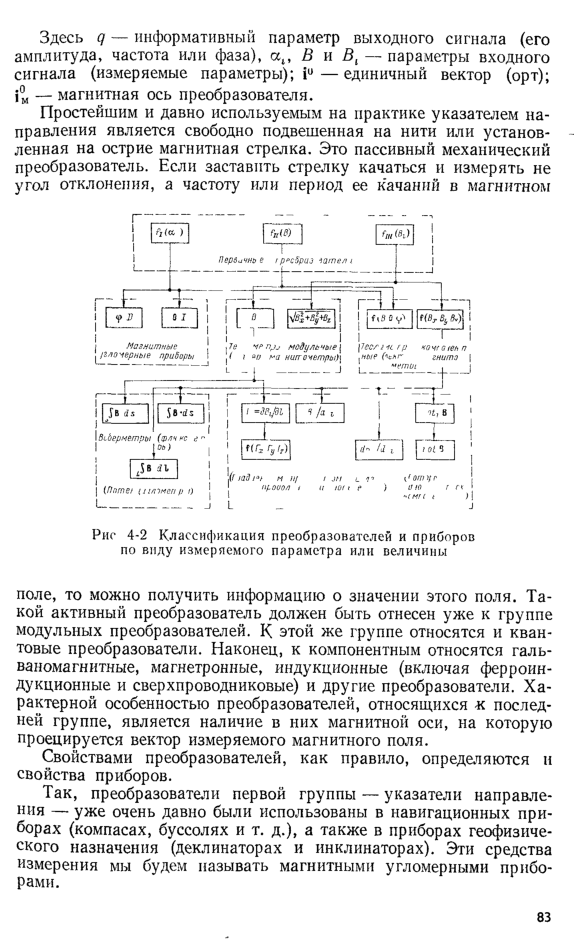 Здесь q — информативный параметр выходного сигнала (его
амплитуда, частота или фаза), αᵢ, B и Bᵢ — параметры входного
сигнала (измеряемые параметры); i⁰ — единичный вектор (орт);
i⁰ₘ — магнитная ось преобразователя.
Простейшим и давно используемым на практике указателем на-
правления является свободно подвешенная на нити или установ-
ленная на острие магнитная стрелка. Это пассивный механический
преобразователь. Если заставить стрелку качаться и измерять не
угол отклонения, а частоту или период ее качаний в магнитном
f_II(B)
f_III(Bᵢ)
Магнитные
приборы
модульные
∫B ds
∫B·ds
∫B dl
Рис 4-2 Классификация преобразователей и приборов
по виду измеряемого параметра или величины
поле, то можно получить информацию о значении этого поля. Та-
кой активный преобразователь должен быть отнесен уже к группе
модульных преобразователей. К этой же группе относятся и кван-
товые преобразователи. Наконец, к компонентным относятся галь-
ваномагнитные, магнетронные, индукционные (включая ферроин-
дукционные и сверхпроводниковые) и другие преобразователи. Ха-
рактерной особенностью преобразователей, относящихся к послед-
ней группе, является наличие в них магнитной оси, на которую
проецируется вектор измеряемого магнитного поля.
Свойствами преобразователей, как правило, определяются и
свойства приборов.
Так, преобразователи первой группы — указатели направле-
ния — уже очень давно были использованы в навигационных при-
борах (компасах, буссолях и т. д.), а также в приборах геофизиче-
ского назначения (деклинаторах и инклинаторах). Эти средства
измерения мы будем называть магнитными угломерными прибо-
рами.
83